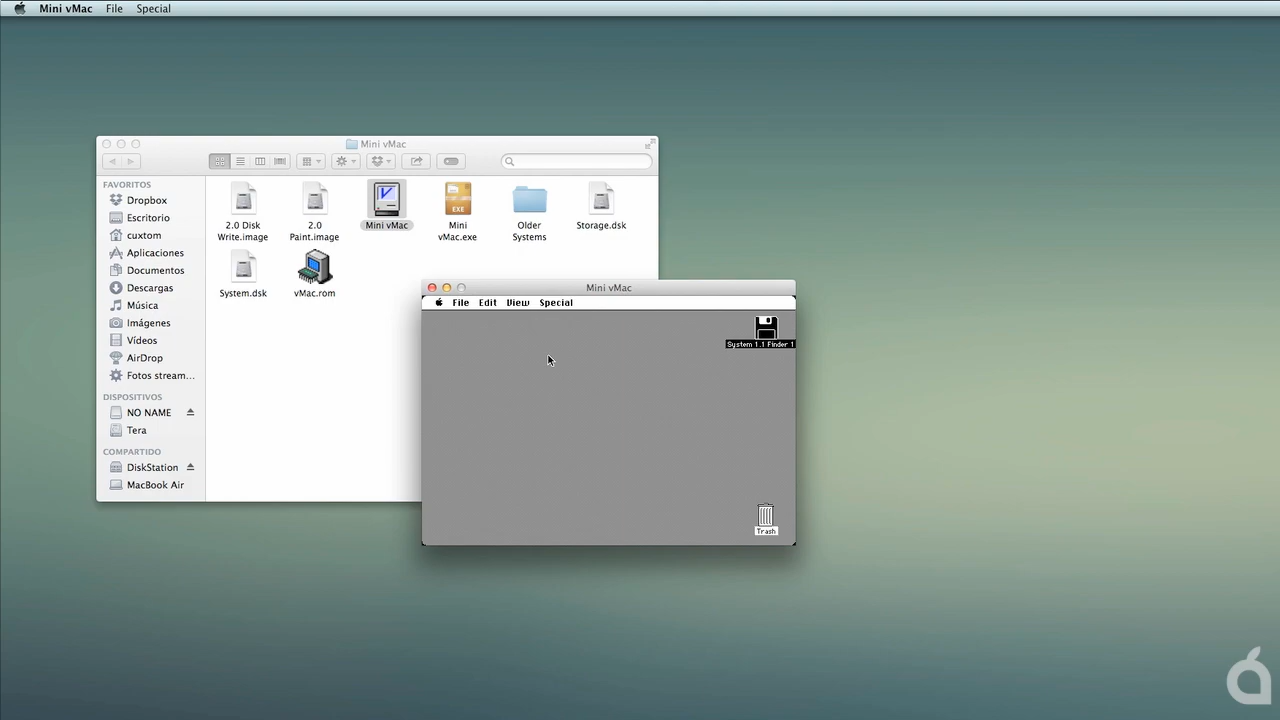 Mini vMac File Special
Mini vMac
FAVORITOS
Dropbox
Escritorio
cuxtom
Aplicaciones
Documentos
Descargas
Música
Imágenes
Vídeos
AirDrop
Fotos stream...
DISPOSITIVOS
NO NAME
Tera
COMPARTIDO
DiskStation
MacBook Air
2.0 Disk
Write.image
2.0
Paint.image
Mini vMac
EXE
Mini
vMac.exe
Older
Systems
Storage.dsk
System.dsk
vMac.rom
Mini vMac
File Edit View Special
System 1.1 Finder 1
Trash